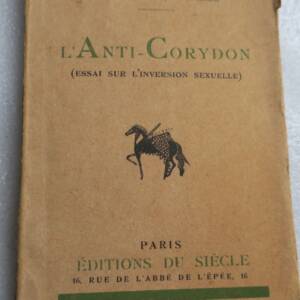 L'ANTI-CORYDON
(ESSAI SUR L'INVERSION SEXUELLE)
PARIS
ÉDITIONS DU SIÈCLE
16, RUE DE L'ABBÉ DE L'ÉPÉE, 16